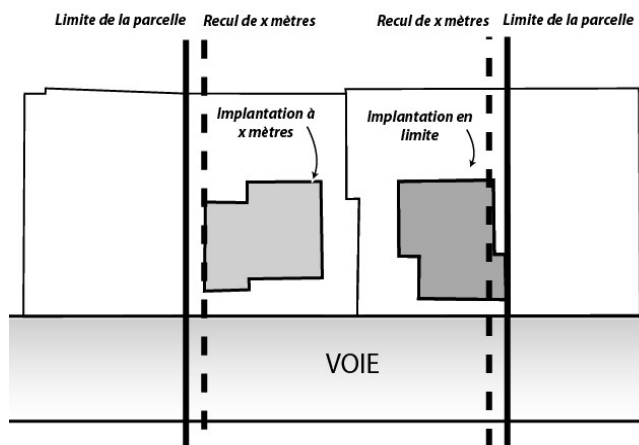 Limite de la parcelle
Recul de x mètres
Recul de x mètres
Limite de la parcelle
Implantation à
x mètres
Implantation en
limite
VOIE